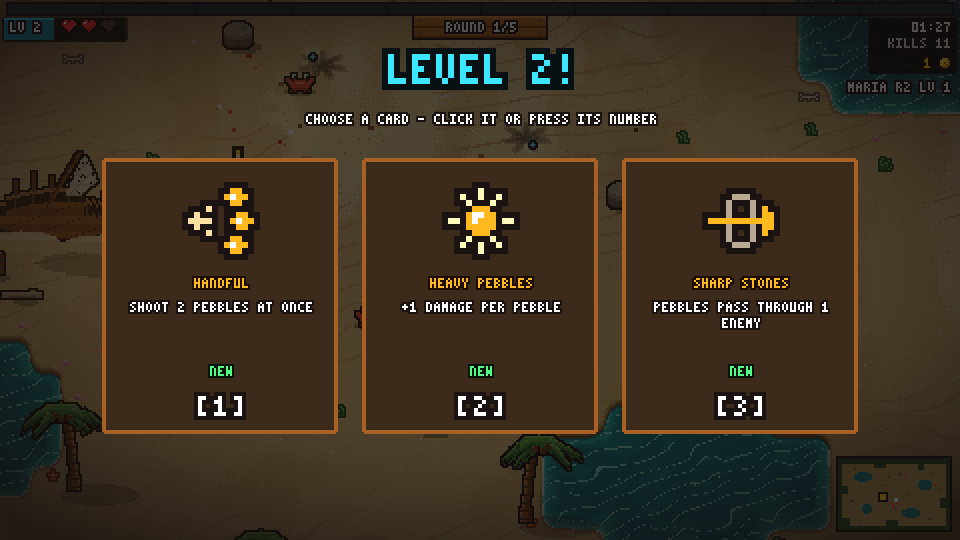 LV 2
ROUND 1/5
01:27
KILLS 11
1
MARIA R2 LV 1
LEVEL 2!
CHOOSE A CARD - CLICK IT OR PRESS ITS NUMBER
HANDFUL
SHOOT 2 PEBBLES AT ONCE
NEW
[1]
HEAVY PEBBLES
+1 DAMAGE PER PEBBLE
NEW
[2]
SHARP STONES
PEBBLES PASS THROUGH 1
ENEMY
NEW
[3]